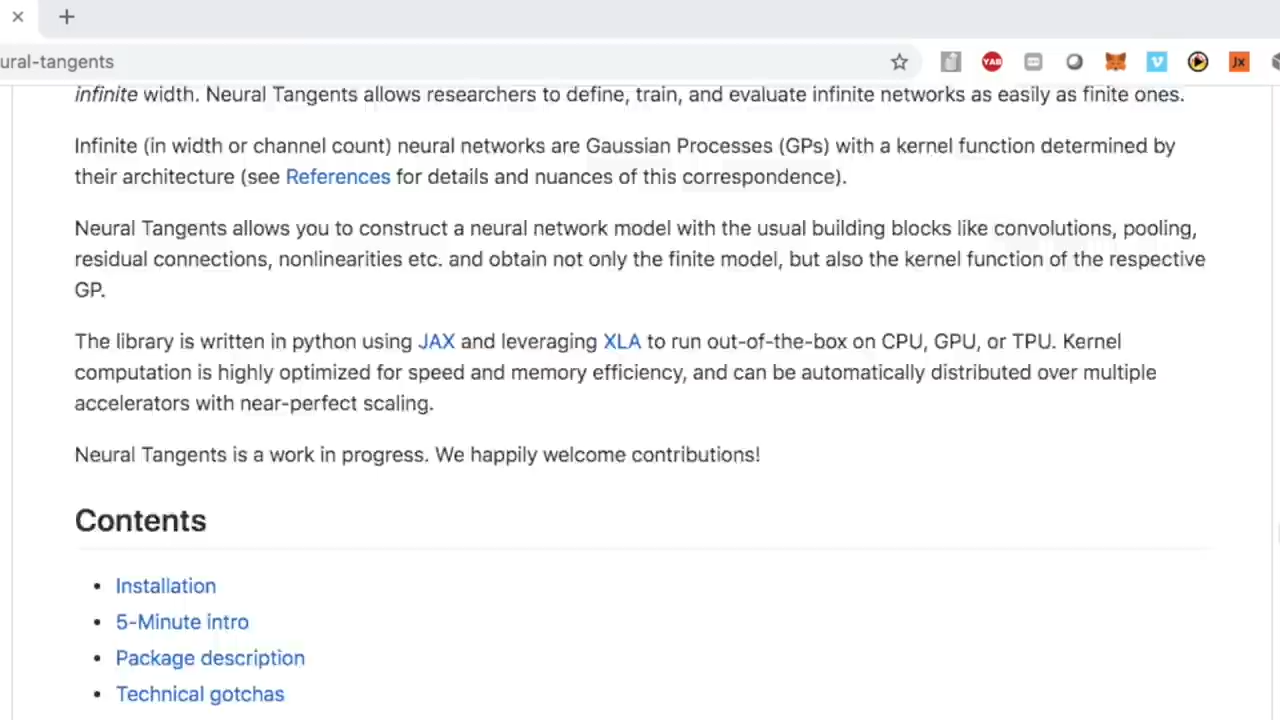 ural-tangents
YAB
JX
infinite width. Neural Tangents allows researchers to define, train, and evaluate infinite networks as easily as finite ones.
Infinite (in width or channel count) neural networks are Gaussian Processes (GPs) with a kernel function determined by
their architecture (see References for details and nuances of this correspondence).
Neural Tangents allows you to construct a neural network model with the usual building blocks like convolutions, pooling,
residual connections, nonlinearities etc. and obtain not only the finite model, but also the kernel function of the respective
GP.
The library is written in python using JAX and leveraging XLA to run out-of-the-box on CPU, GPU, or TPU. Kernel
computation is highly optimized for speed and memory efficiency, and can be automatically distributed over multiple
accelerators with near-perfect scaling.
Neural Tangents is a work in progress. We happily welcome contributions!
Contents
• Installation
• 5-Minute intro
• Package description
• Technical gotchas